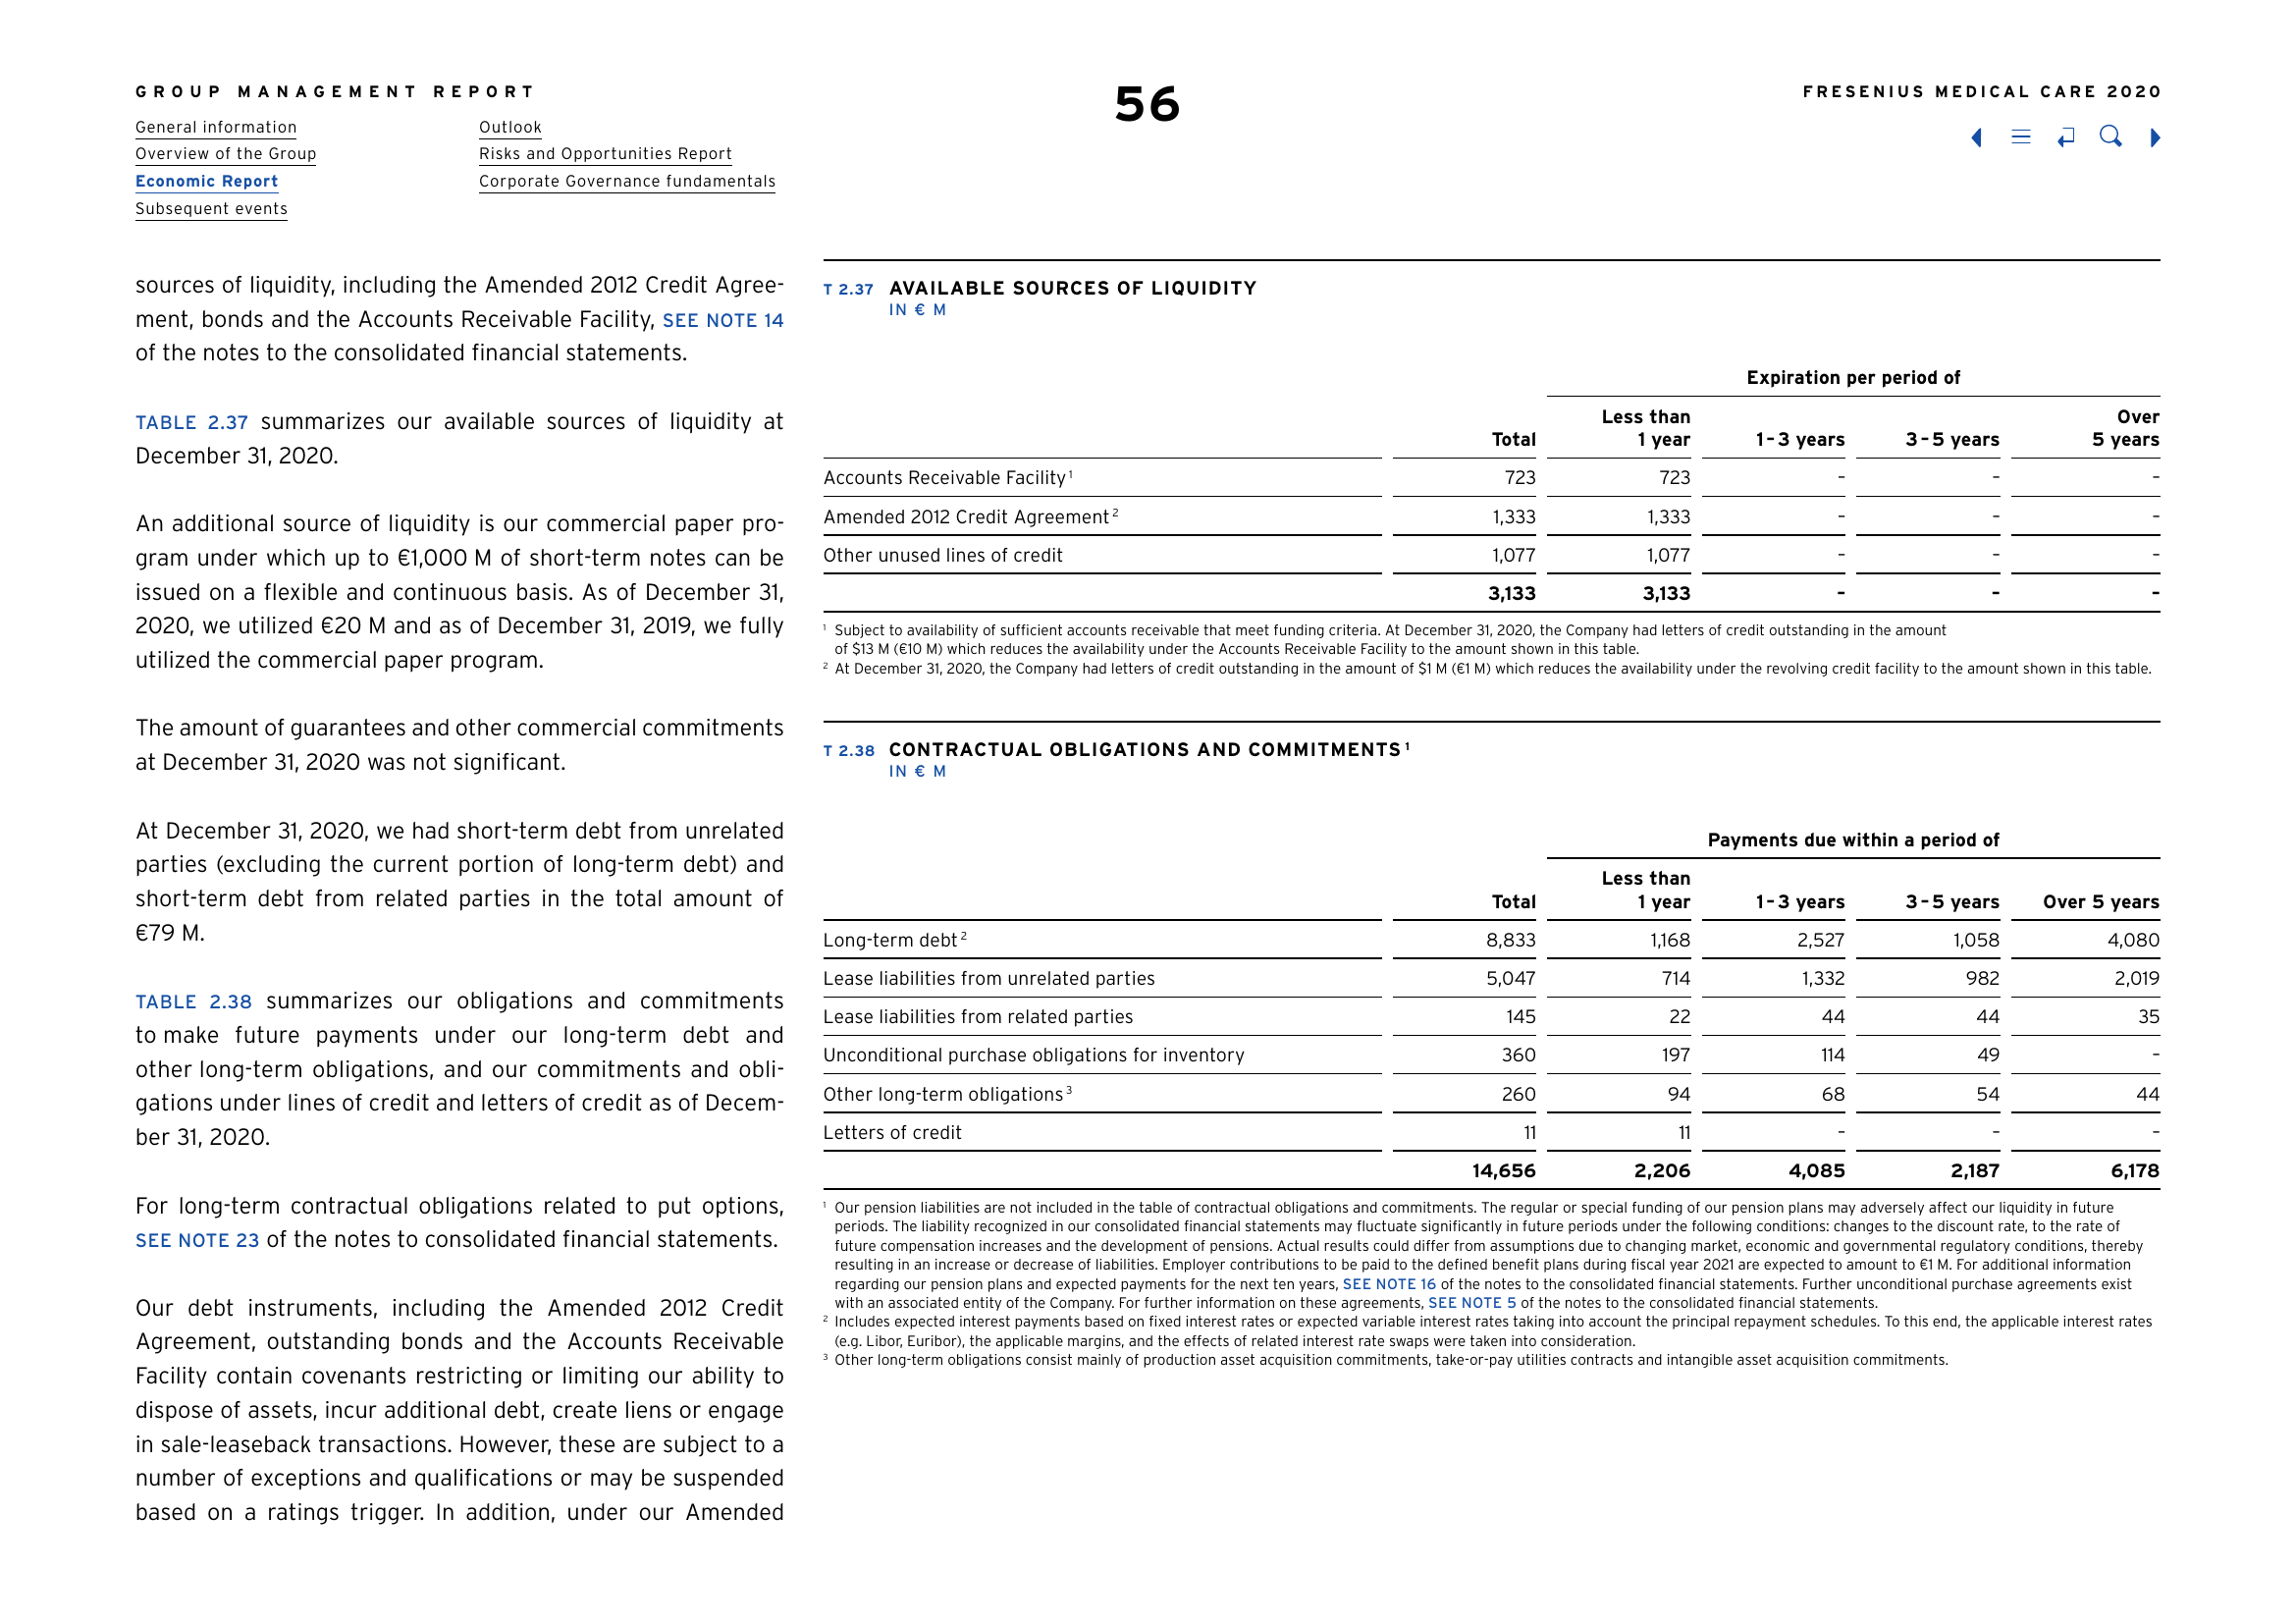 GROUP MANAGEMENT REPORT
General information
Overview of the Group
Economic Report
Subsequent events
Outlook
Risks and Opportunities Report
Corporate Governance fundamentals
56
FRESENIUS MEDICAL CARE 2020
sources of liquidity, including the Amended 2012 Credit Agree-
ment, bonds and the Accounts Receivable Facility, SEE NOTE 14
of the notes to the consolidated financial statements.
TABLE 2.37 summarizes our available sources of liquidity at
December 31, 2020.
An additional source of liquidity is our commercial paper pro-
gram under which up to €1,000 M of short-term notes can be
issued on a flexible and continuous basis. As of December 31,
2020, we utilized €20 M and as of December 31, 2019, we fully
utilized the commercial paper program.
The amount of guarantees and other commercial commitments
at December 31, 2020 was not significant.
At December 31, 2020, we had short-term debt from unrelated
parties (excluding the current portion of long-term debt) and
short-term debt from related parties in the total amount of
€79 M.
TABLE 2.38 summarizes our obligations and commitments
to make future payments under our long-term debt and
other long-term obligations, and our commitments and obli-
gations under lines of credit and letters of credit as of Decem-
ber 31, 2020.
For long-term contractual obligations related to put options,
SEE NOTE 23 of the notes to consolidated financial statements.
Our debt instruments, including the Amended 2012 Credit
Agreement, outstanding bonds and the Accounts Receivable
Facility contain covenants restricting or limiting our ability to
dispose of assets, incur additional debt, create liens or engage
in sale-leaseback transactions. However, these are subject to a
number of exceptions and qualifications or may be suspended
based on a ratings trigger. In addition, under our Amended
T 2.37 AVAILABLE SOURCES OF LIQUIDITY
IN € M
Expiration per period of
Total Less than 1 year 1–3 years 3–5 years Over 5 years
Accounts Receivable Facility 1 723 723 – – –
Amended 2012 Credit Agreement 2 1,333 1,333 – – –
Other unused lines of credit 1,077 1,077 – – –
3,133 3,133 – – –
1 Subject to availability of sufficient accounts receivable that meet funding criteria. At December 31, 2020, the Company had letters of credit outstanding in the amount
of $13 M (€10 M) which reduces the availability under the Accounts Receivable Facility to the amount shown in this table.
2 At December 31, 2020, the Company had letters of credit outstanding in the amount of $1 M (€1 M) which reduces the availability under the revolving credit facility to the amount shown in this table.
T 2.38 CONTRACTUAL OBLIGATIONS AND COMMITMENTS 1
IN € M
Payments due within a period of
Total Less than 1 year 1–3 years 3–5 years Over 5 years
Long-term debt 2 8,833 1,168 2,527 1,058 4,080
Lease liabilities from unrelated parties 5,047 714 1,332 982 2,019
Lease liabilities from related parties 145 22 44 44 35
Unconditional purchase obligations for inventory 360 197 114 49 –
Other long-term obligations 3 260 94 68 54 44
Letters of credit 11 11 – – –
14,656 2,206 4,085 2,187 6,178
1 Our pension liabilities are not included in the table of contractual obligations and commitments. The regular or special funding of our pension plans may adversely affect our liquidity in future
periods. The liability recognized in our consolidated financial statements may fluctuate significantly in future periods under the following conditions: changes to the discount rate, to the rate of
future compensation increases and the development of pensions. Actual results could differ from assumptions due to changing market, economic and governmental regulatory conditions, thereby
resulting in an increase or decrease of liabilities. Employer contributions to be paid to the defined benefit plans during fiscal year 2021 are expected to amount to €1 M. For additional information
regarding our pension plans and expected payments for the next ten years, SEE NOTE 16 of the notes to the consolidated financial statements. Further unconditional purchase agreements exist
with an associated entity of the Company. For further information on these agreements, SEE NOTE 5 of the notes to the consolidated financial statements.
2 Includes expected interest payments based on fixed interest rates or expected variable interest rates taking into account the principal repayment schedules. To this end, the applicable interest rates
(e.g. Libor, Euribor), the applicable margins, and the effects of related interest rate swaps were taken into consideration.
3 Other long-term obligations consist mainly of production asset acquisition commitments, take-or-pay utilities contracts and intangible asset acquisition commitments.